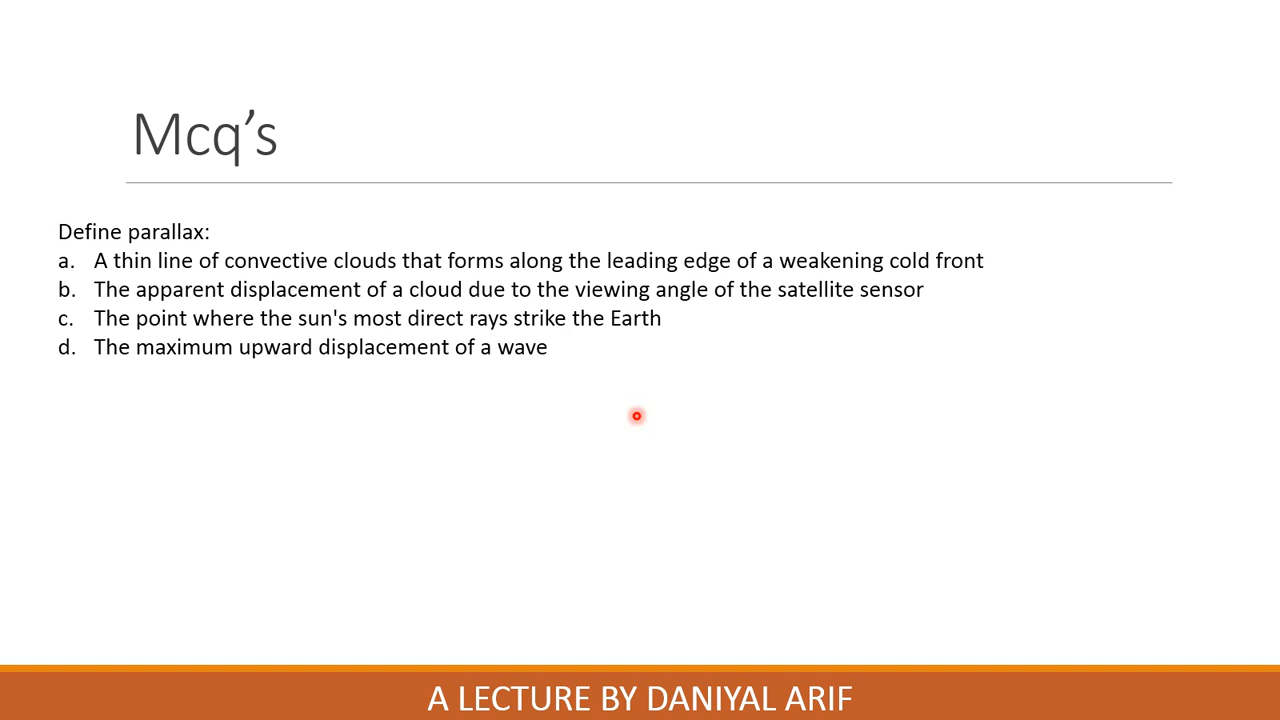 Mcq’s
Define parallax:
a. A thin line of convective clouds that forms along the leading edge of a weakening cold front
b. The apparent displacement of a cloud due to the viewing angle of the satellite sensor
c. The point where the sun's most direct rays strike the Earth
d. The maximum upward displacement of a wave
A LECTURE BY DANIYAL ARIF